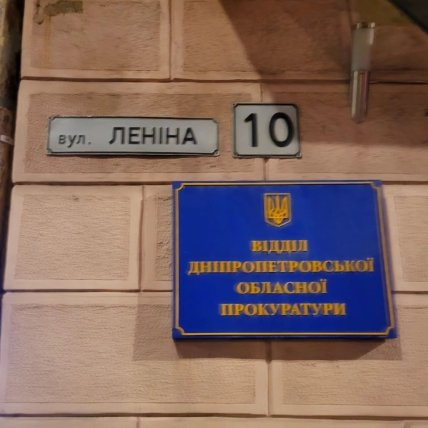 вул. ЛЕНІНА 10
ВІДДІЛ
ДНІПРОПЕТРОВСЬКОЇ
ОБЛАСНОЇ
ПРОКУРАТУРИ